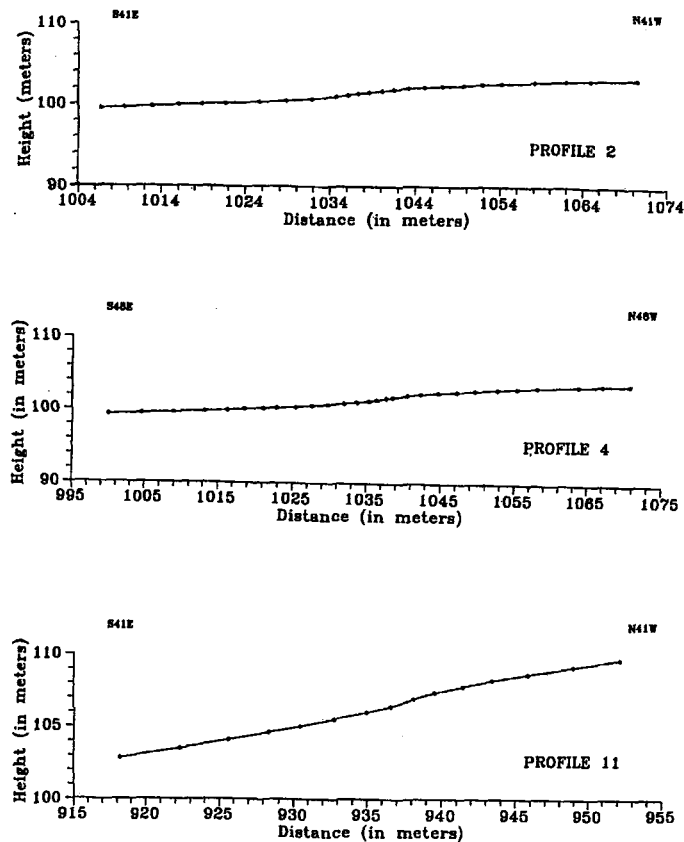 S41E N41W
110
100
90
Height (meters)
PROFILE 2
1004 1014 1024 1034 1044 1054 1064 1074
Distance (in meters)
S46E N46W
110
100
90
Height (in meters)
PROFILE 4
995 1005 1015 1025 1035 1045 1055 1065 1075
Distance (in meters)
S41E N41W
110
105
100
Height (in meters)
PROFILE 11
915 920 925 930 935 940 945 950 955
Distance (in meters)